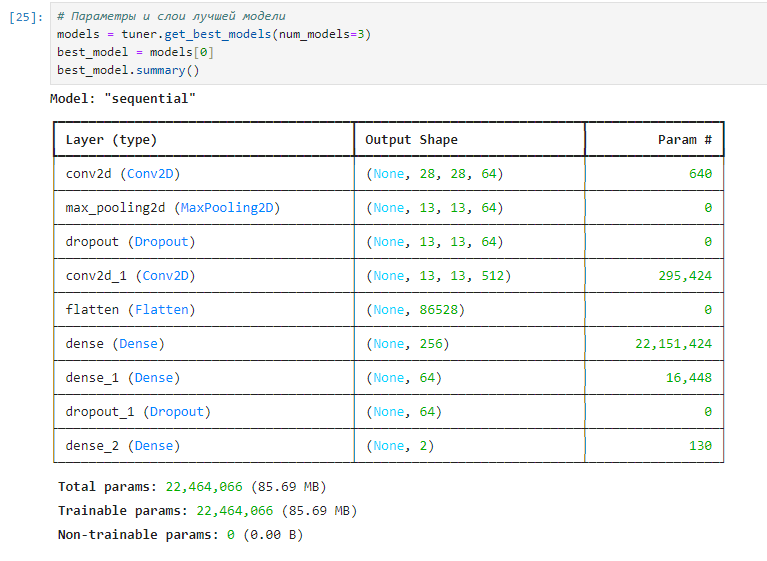 [25]: # Параметры и слои лучшей модели
models = tuner.get_best_models(num_models=3)
best_model = models[0]
best_model.summary()
Model: "sequential"
Layer (type) Output Shape Param #
conv2d (Conv2D) (None, 28, 28, 64) 640
max_pooling2d (MaxPooling2D) (None, 13, 13, 64) 0
dropout (Dropout) (None, 13, 13, 64) 0
conv2d_1 (Conv2D) (None, 13, 13, 512) 295,424
flatten (Flatten) (None, 86528) 0
dense (Dense) (None, 256) 22,151,424
dense_1 (Dense) (None, 64) 16,448
dropout_1 (Dropout) (None, 64) 0
dense_2 (Dense) (None, 2) 130
Total params: 22,464,066 (85.69 MB)
Trainable params: 22,464,066 (85.69 MB)
Non-trainable params: 0 (0.00 B)